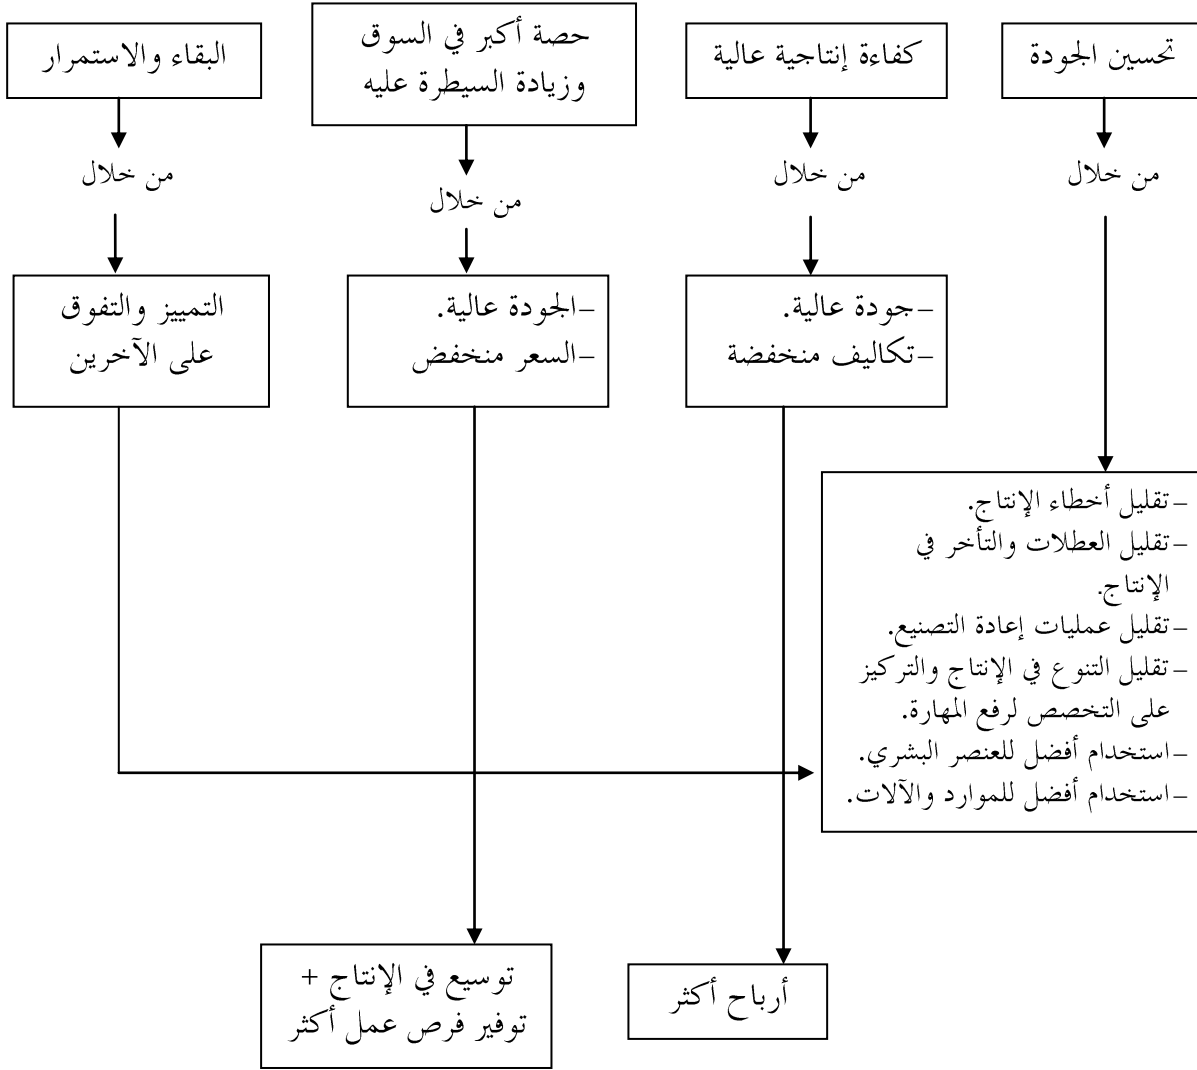 تحسين الجودة
كفاءة إنتاجية عالية
حصة أكبر في السوق
وزيادة السيطرة عليه
البقاء والاستمرار
من خلال
من خلال
من خلال
من خلال
-جودة عالية.
-تكاليف منخفضة
-الجودة عالية.
-السعر منخفض
التمييز والتفوق
على الآخرين
-تقليل أخطاء الإنتاج.
-تقليل العطلات والتأخر في
الإنتاج.
-تقليل عمليات إعادة التصنيع.
-تقليل التنوع في الإنتاج والتركيز
على التخصص لرفع المهارة.
-استخدام أفضل للعنصر البشري.
-استخدام أفضل للموارد والآلات.
أرباح أكثر
توسيع في الإنتاج +
توفير فرص عمل أكثر